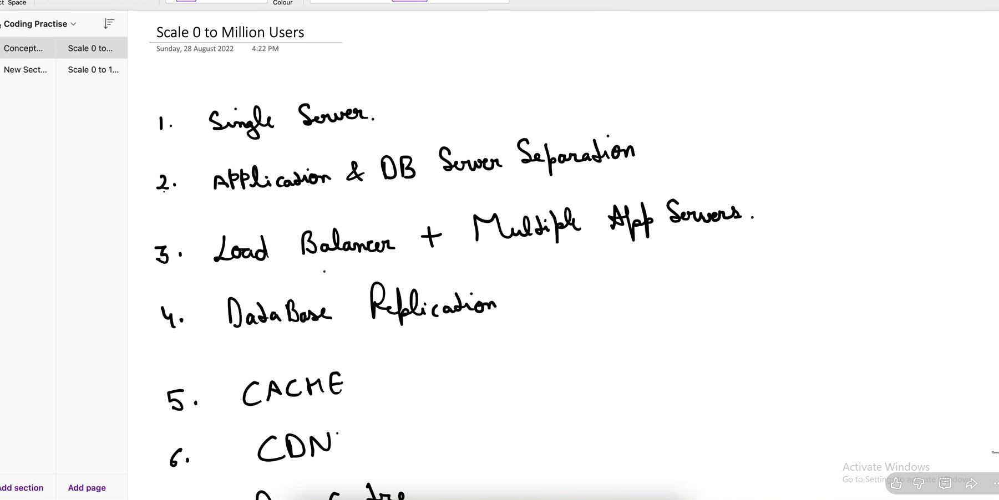 Space
Colour
Coding Practise
Concept...
Scale 0 to...
New Sect...
Scale 0 to 1...
Scale 0 to Million Users
Sunday, 28 August 2022 4:22 PM
1. Single Server.
2. Application & DB Server Separation
3. Load Balancer + Multiple App Servers.
4. DataBase Replication
5. CACHE
6. CDN
Activate Windows
Go to Settings to activate Windows.
Add section
Add page